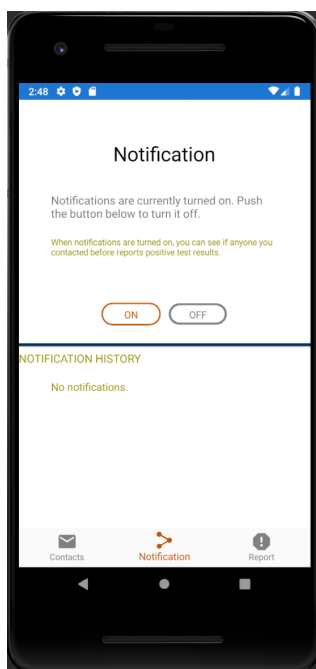 2:48
Notification
Notifications are currently turned on. Push
the button below to turn it off.
When notifications are turned on, you can see if anyone you
contacted before reports positive test results.
ON OFF
NOTIFICATION HISTORY
No notifications.
Contacts Notification Report